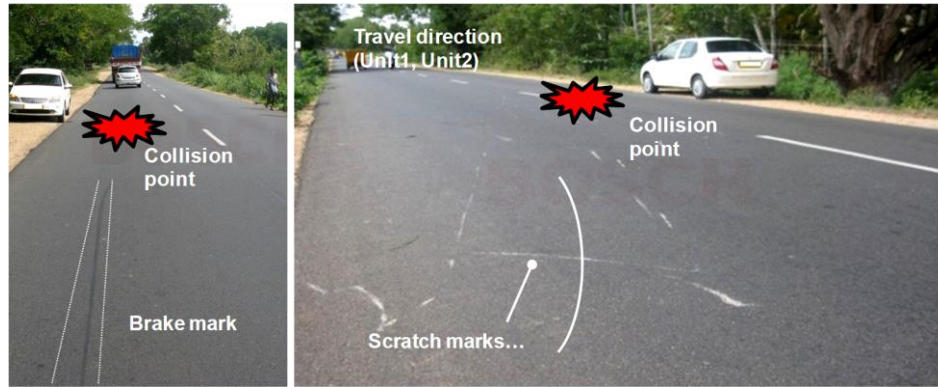 Collision
point
Brake mark
Travel direction
(Unit1, Unit2)
Collision
point
Scratch marks…